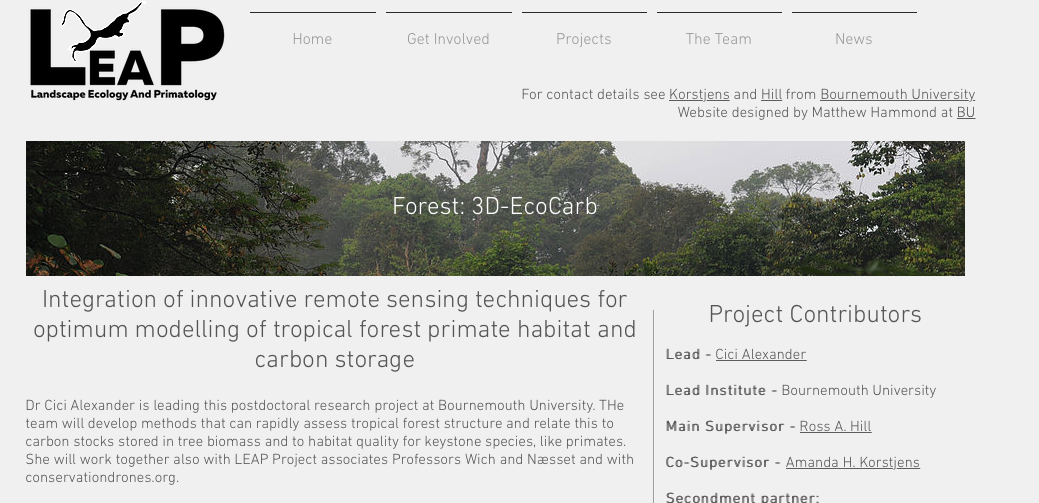 LEAP
Landscape Ecology And Primatology
Home
Get Involved
Projects
The Team
News
For contact details see Korstjens and Hill from Bournemouth University
Website designed by Matthew Hammond at BU
Forest: 3D-EcoCarb
Integration of innovative remote sensing techniques for
optimum modelling of tropical forest primate habitat and
carbon storage
Dr Cici Alexander is leading this postdoctoral research project at Bournemouth University. THe
team will develop methods that can rapidly assess tropical forest structure and relate this to
carbon stocks stored in tree biomass and to habitat quality for keystone species, like primates.
She will work together also with LEAP Project associates Professors Wich and Næsset and with
conservationdrones.org.
Project Contributors
Lead - Cici Alexander
Lead Institute - Bournemouth University
Main Supervisor - Ross A. Hill
Co-Supervisor - Amanda H. Korstjens
Secondment partner: